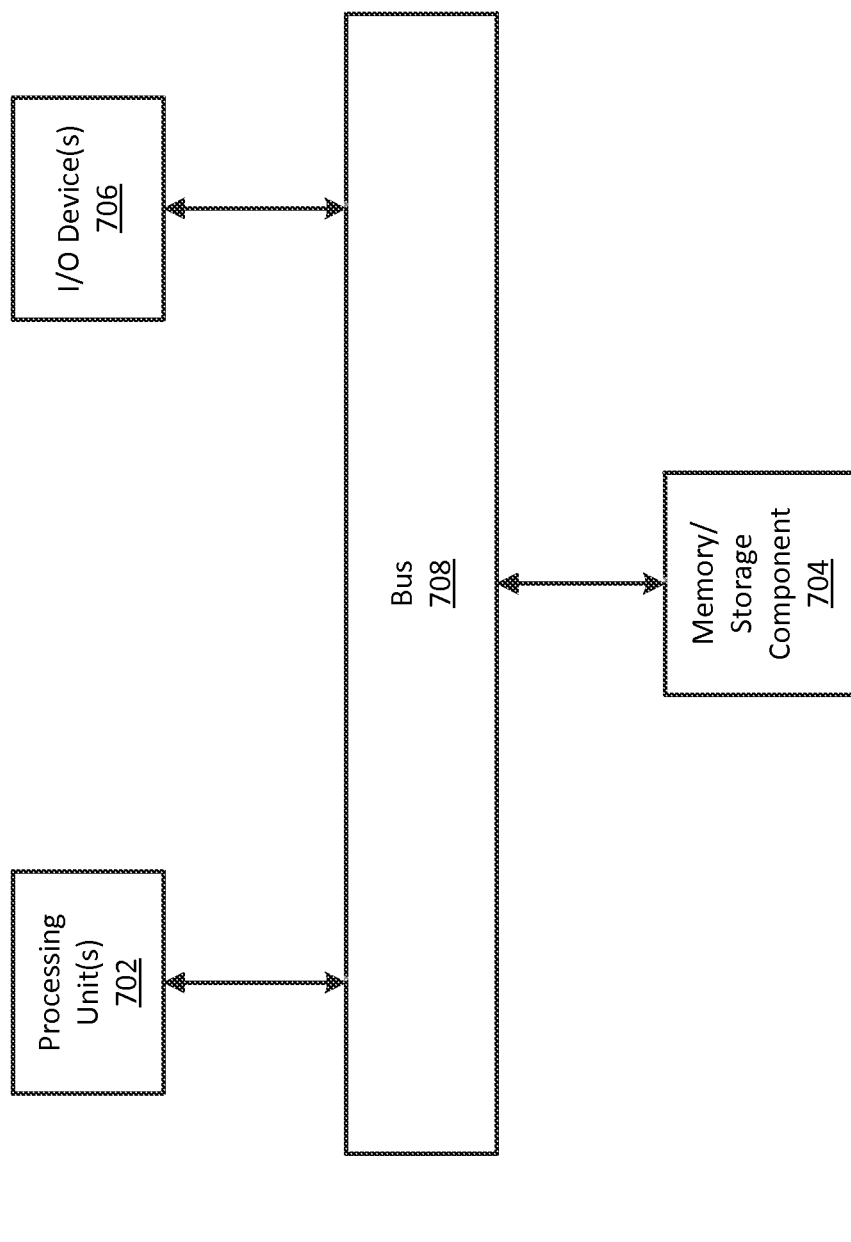 Processing
Unit(s)
702
I/O Device(s)
706
Bus
708
Memory/
Storage
Component
704